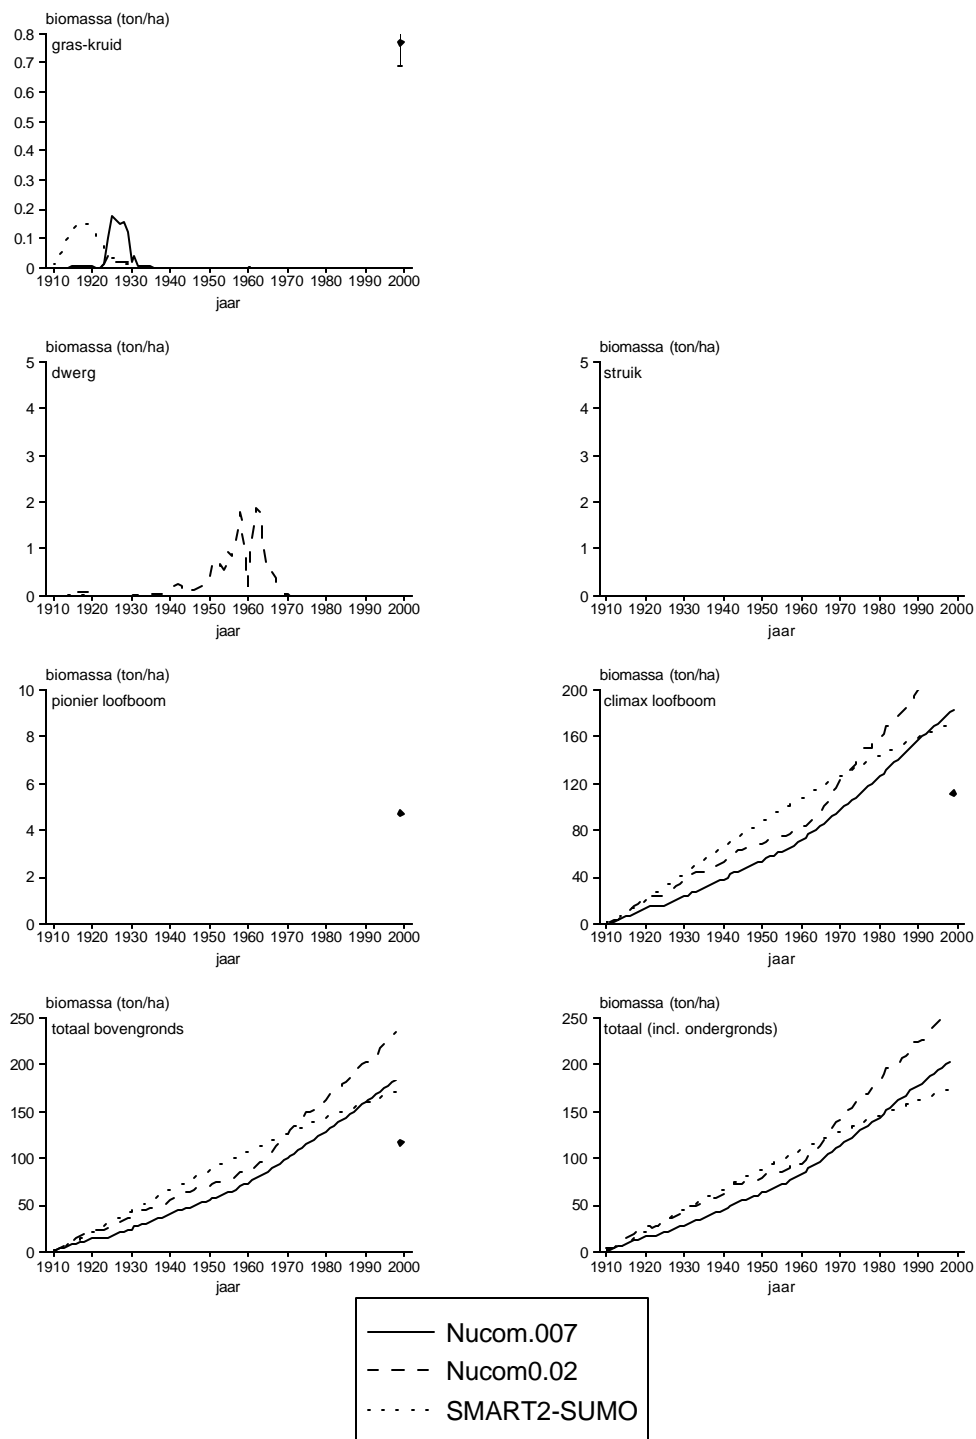 biomassa (ton/ha)
gras-kruid
0.8
0.7
0.6
0.5
0.4
0.3
0.2
0.1
0
1910 1920 1930 1940 1950 1960 1970 1980 1990 2000
jaar
biomassa (ton/ha)
dwerg
5
4
3
2
1
0
1910 1920 1930 1940 1950 1960 1970 1980 1990 2000
jaar
biomassa (ton/ha)
struik
5
4
3
2
1
0
1910 1920 1930 1940 1950 1960 1970 1980 1990 2000
jaar
biomassa (ton/ha)
pionier loofboom
10
8
6
4
2
0
1910 1920 1930 1940 1950 1960 1970 1980 1990 2000
jaar
biomassa (ton/ha)
climax loofboom
200
160
120
80
40
0
1910 1920 1930 1940 1950 1960 1970 1980 1990 2000
jaar
biomassa (ton/ha)
totaal bovengronds
250
200
150
100
50
0
1910 1920 1930 1940 1950 1960 1970 1980 1990 2000
jaar
biomassa (ton/ha)
totaal (incl. ondergronds)
250
200
150
100
50
0
1910 1920 1930 1940 1950 1960 1970 1980 1990 2000
jaar
Nucom.007
Nucom0.02
SMART2-SUMO